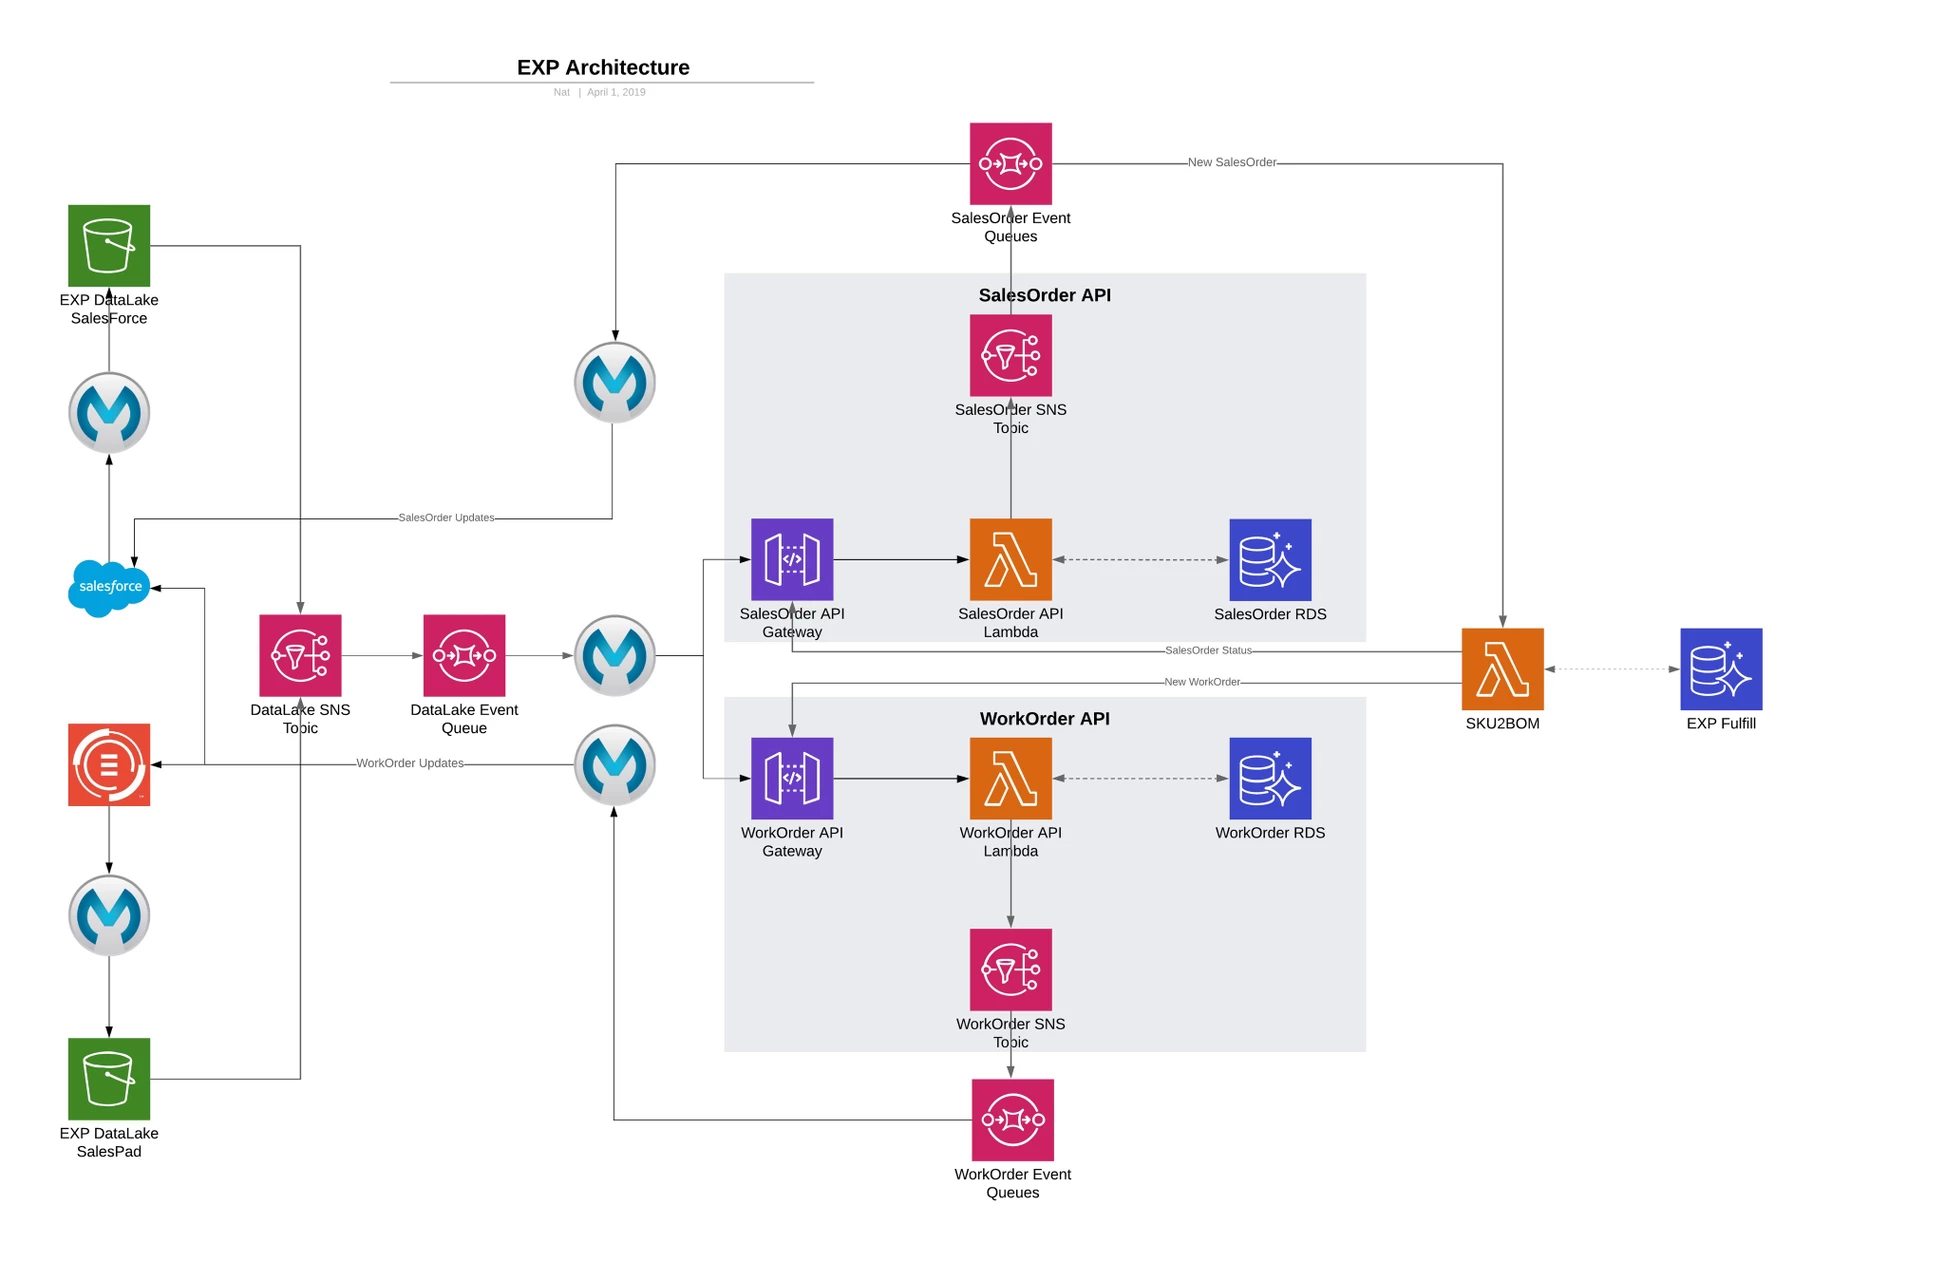 EXP Architecture
Nat | April 1, 2019
SalesOrder Event
Queues
New SalesOrder
EXP DataLake
SalesForce
SalesOrder API
SalesOrder SNS
Topic
SalesOrder Updates
salesforce
SalesOrder API
Gateway
SalesOrder API
Lambda
SalesOrder RDS
SalesOrder Status
New WorkOrder
DataLake SNS
Topic
DataLake Event
Queue
WorkOrder API
SKU2BOM
EXP Fulfill
WorkOrder Updates
WorkOrder API
Gateway
WorkOrder API
Lambda
WorkOrder RDS
WorkOrder SNS
Topic
EXP DataLake
SalesPad
WorkOrder Event
Queues